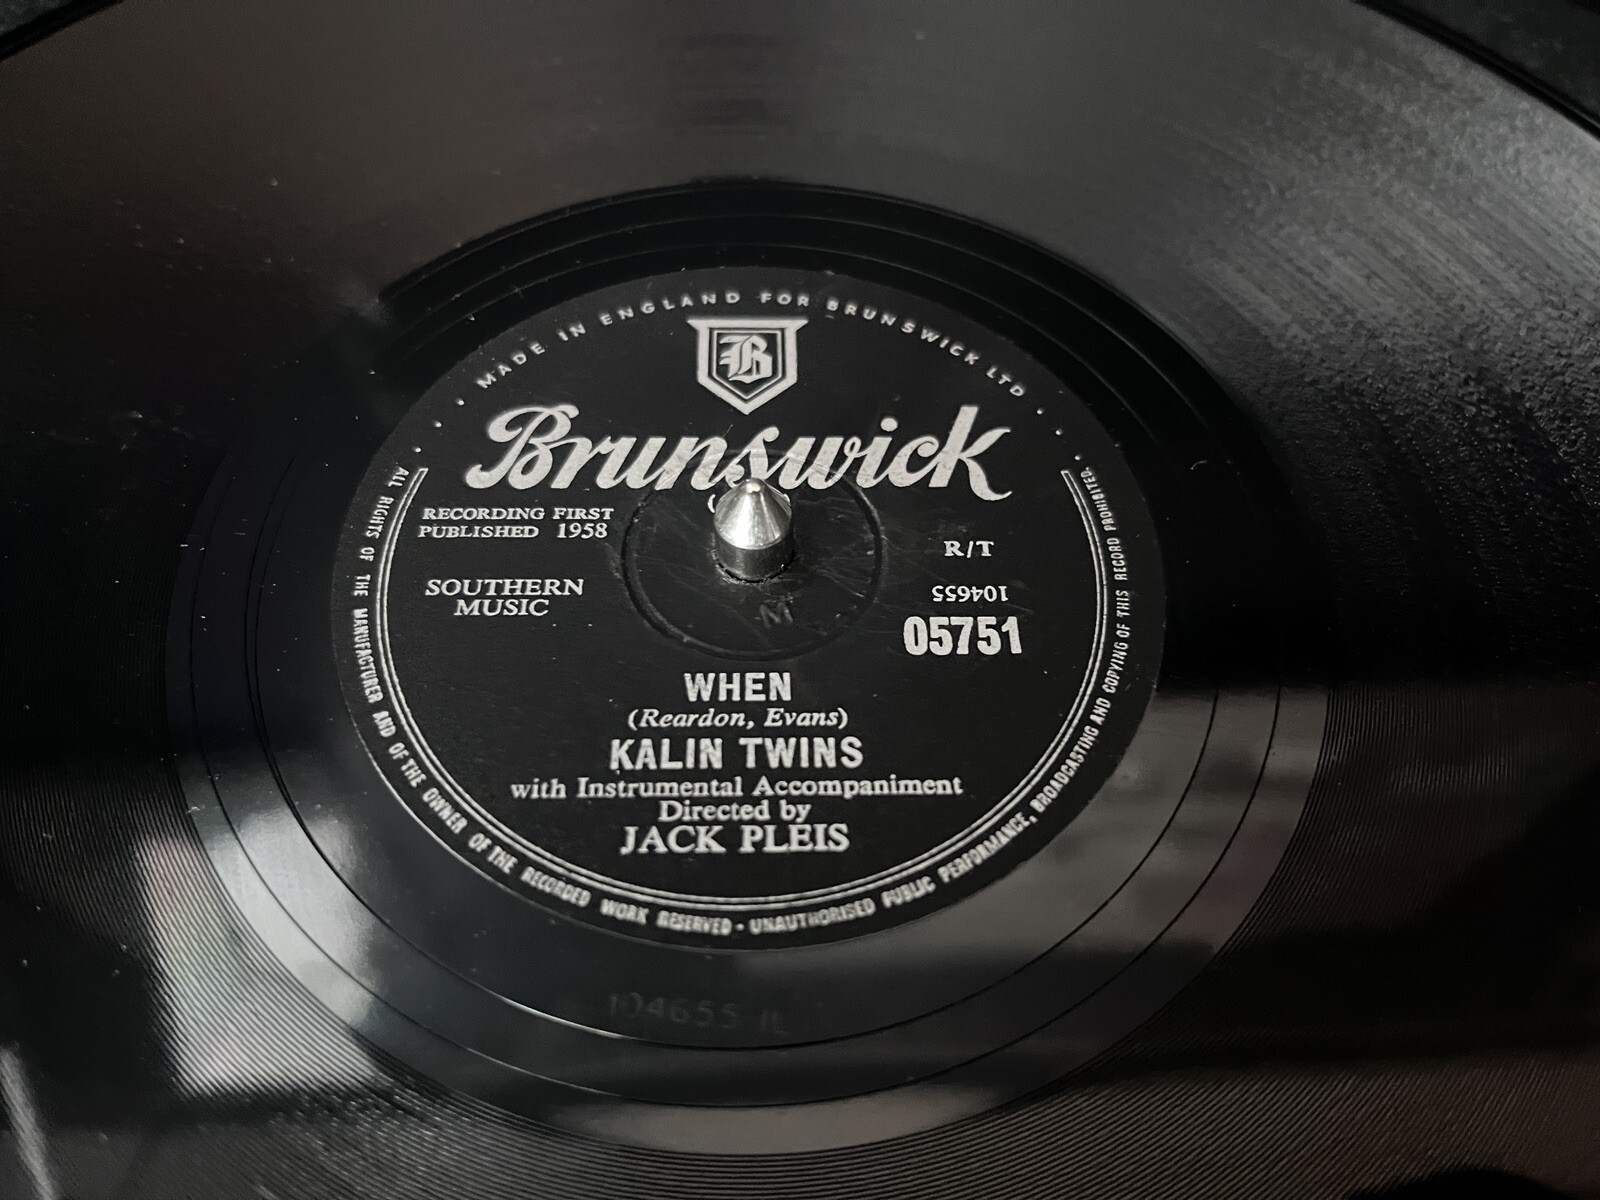 MADE IN ENGLAND FOR BRUNSWICK LTD
B
Brunswick
RECORDING FIRST
PUBLISHED 1958
SOUTHERN
MUSIC
R/T
104655
05751
M
WHEN
(Reardon, Evans)
KALIN TWINS
with Instrumental Accompaniment
Directed by
JACK PLEIS
ALL RIGHTS OF THE MANUFACTURER AND OF THE OWNER OF THE RECORDED WORK RESERVED · UNAUTHORISED PUBLIC PERFORMANCE, BROADCASTING AND COPYING OF THIS RECORD PROHIBITED.
104655